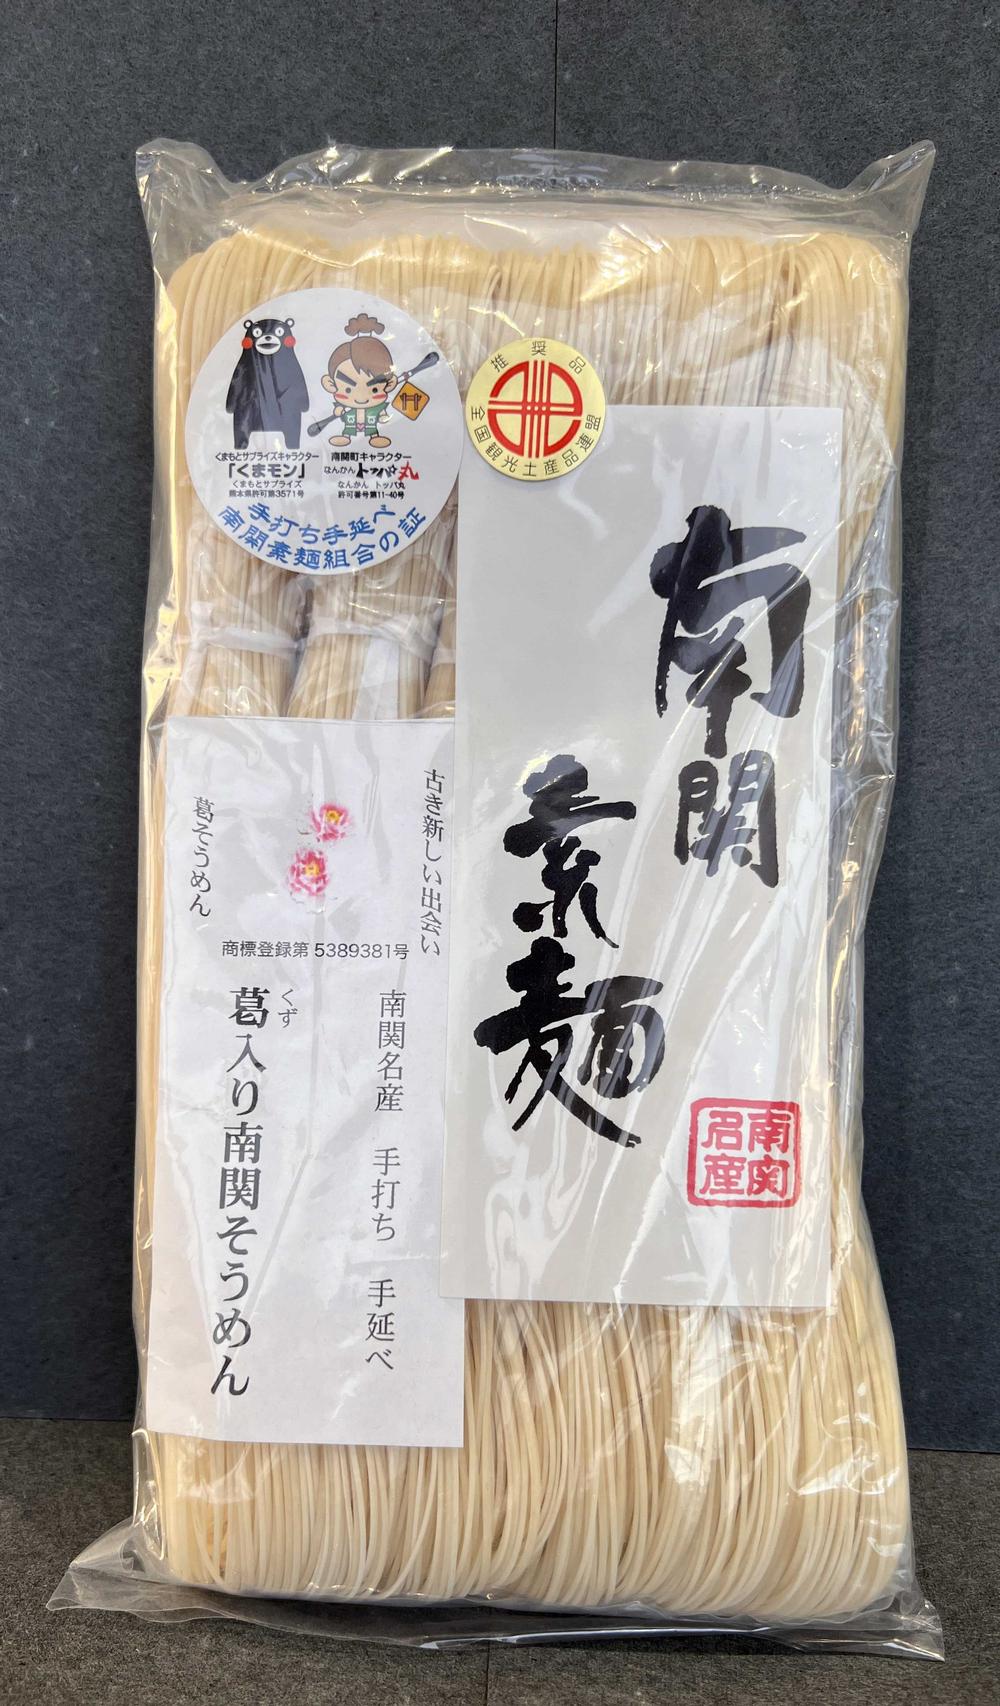 くまもとサプライズキャラクター
「くまモン」
くまもとサプライズ
熊本県許可第3571号
南関町キャラクター
なんかんトッパ丸
なんかん トッパ丸
許可番号第11-40号
手打ち手延べ
南関素麺組合の証
推奨品
全国観光土産品連盟
南関
素麺
南関
名産
古き新しい出会い
葛そうめん
商標登録第5389381号
南関名産 手打ち 手延べ
くず
葛入り南関そうめん